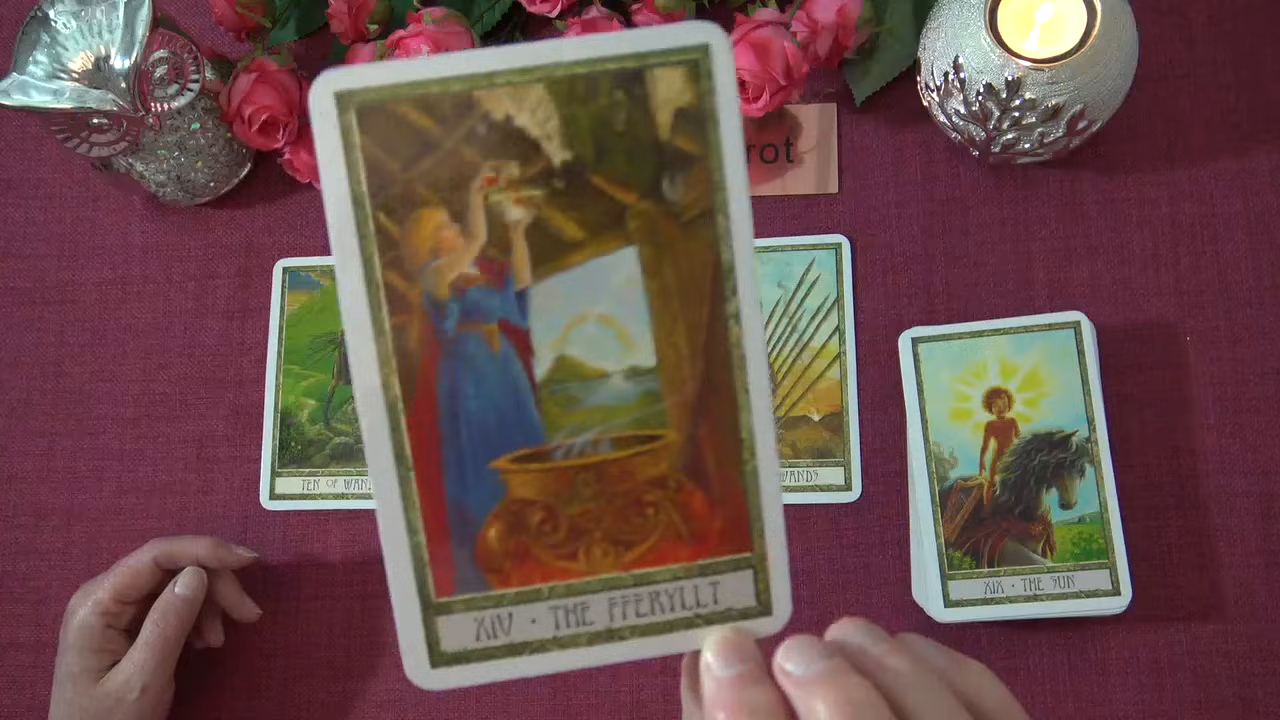 rot
TEN OF WAN
WANDS
XIX · THE SUN
XIV · THE FFERYLLT